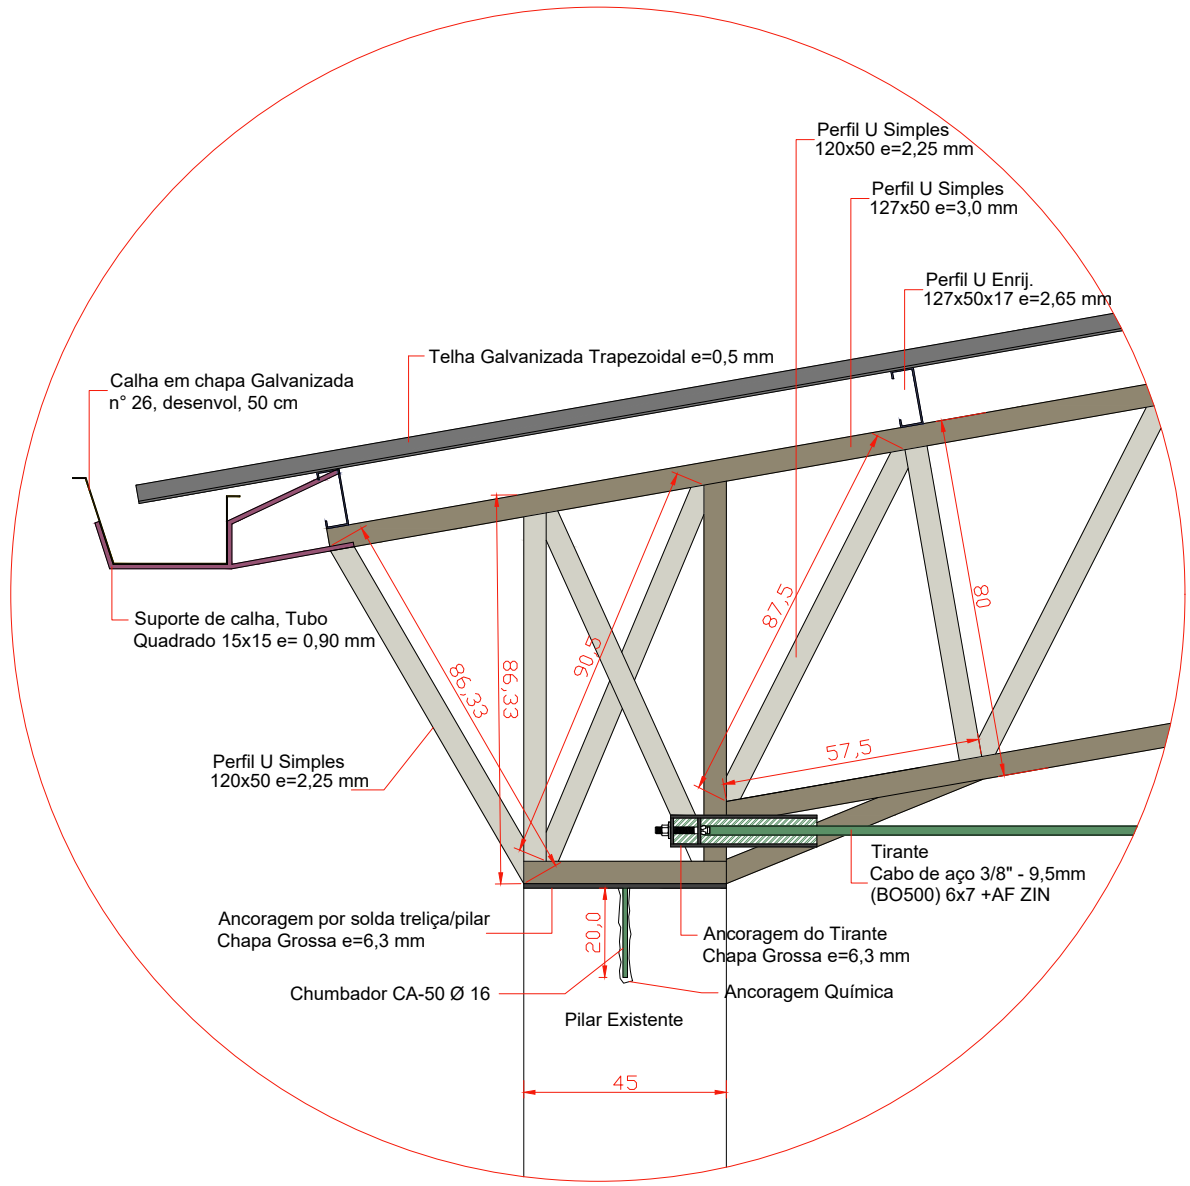 Perfil U Simples
120x50 e=2,25 mm
Perfil U Simples
127x50 e=3,0 mm
Perfil U Enrij.
127x50x17 e=2,65 mm
Telha Galvanizada Trapezoidal e=0,5 mm
Calha em chapa Galvanizada
n° 26, desenvol, 50 cm
Suporte de calha, Tubo
Quadrado 15x15 e= 0,90 mm
86,33
86,33
90,5
87,5
80
57,5
Perfil U Simples
120x50 e=2,25 mm
Tirante
Cabo de aço 3/8" - 9,5mm
(BO500) 6x7 +AF ZIN
Ancoragem por solda treliça/pilar
Chapa Grossa e=6,3 mm
20,0
Ancoragem do Tirante
Chapa Grossa e=6,3 mm
Chumbador CA-50 Ø 16
Ancoragem Química
Pilar Existente
45